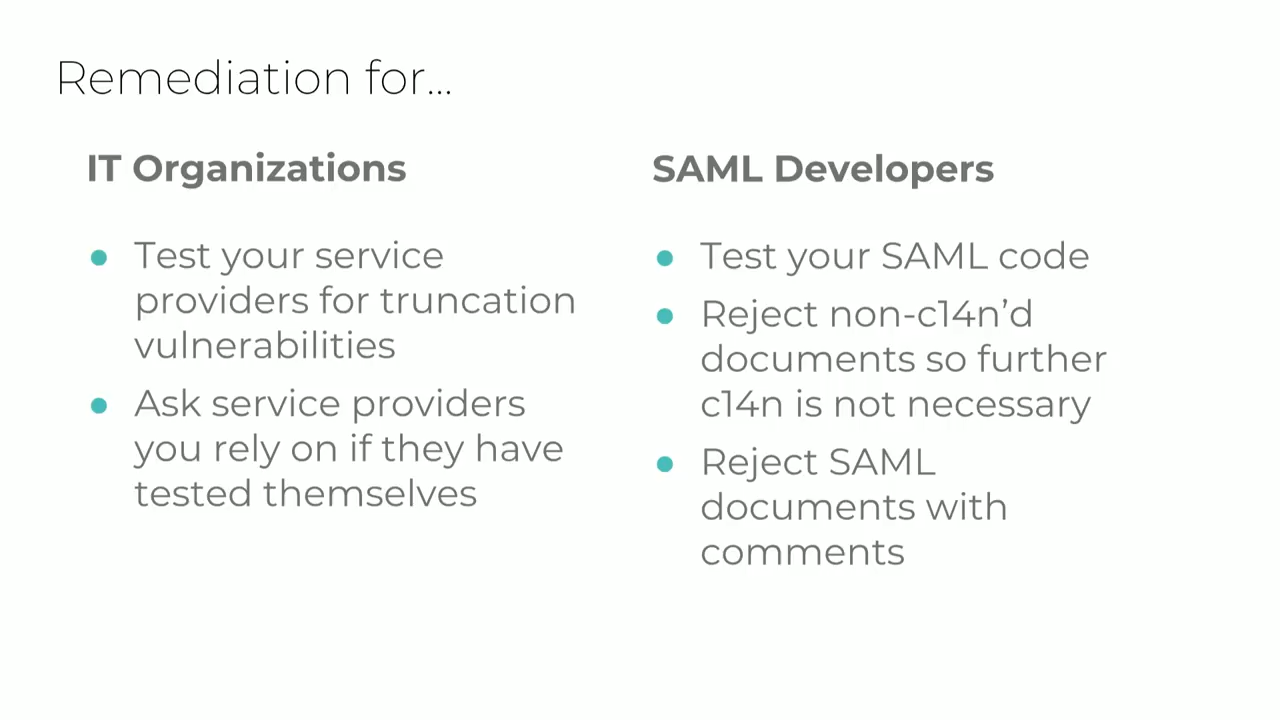 Remediation for...
IT Organizations
● Test your service
providers for truncation
vulnerabilities
● Ask service providers
you rely on if they have
tested themselves
SAML Developers
● Test your SAML code
● Reject non-c14n’d
documents so further
c14n is not necessary
● Reject SAML
documents with
comments